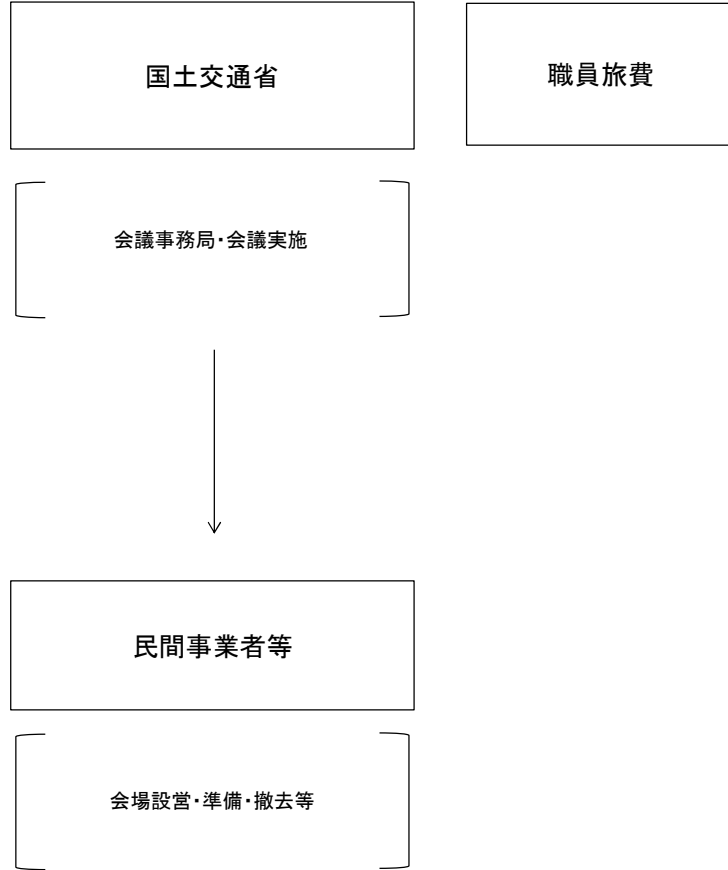 国土交通省
職員旅費
会議事務局・会議実施
民間事業者等
会場設営・準備・撤去等